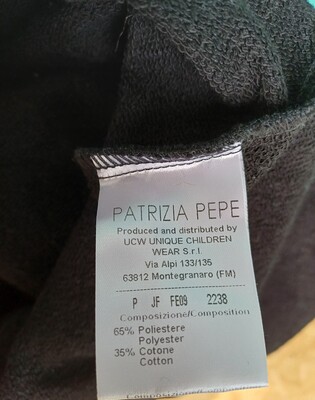 PATRIZIA PEPE
Produced and distributed by
UCW UNIQUE CHILDREN
WEAR S.r.l.
Via Alpi 133/135
63812 Montegranaro (FM)
P JF FE09 2238
Composizione/Composition
65% Poliestere
Polyester
35% Cotone
Cotton